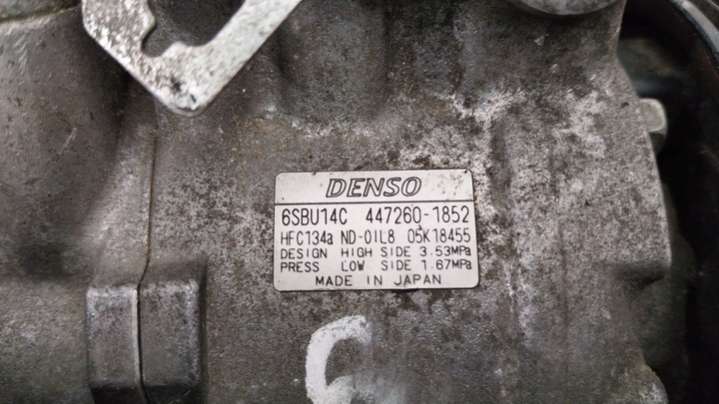 DENSO
6SBU14C 447260-1852
HFC134a ND-OIL8 05K18455
DESIGN HIGH SIDE 3.53MPa
PRESS LOW SIDE 1.67MPa
MADE IN JAPAN